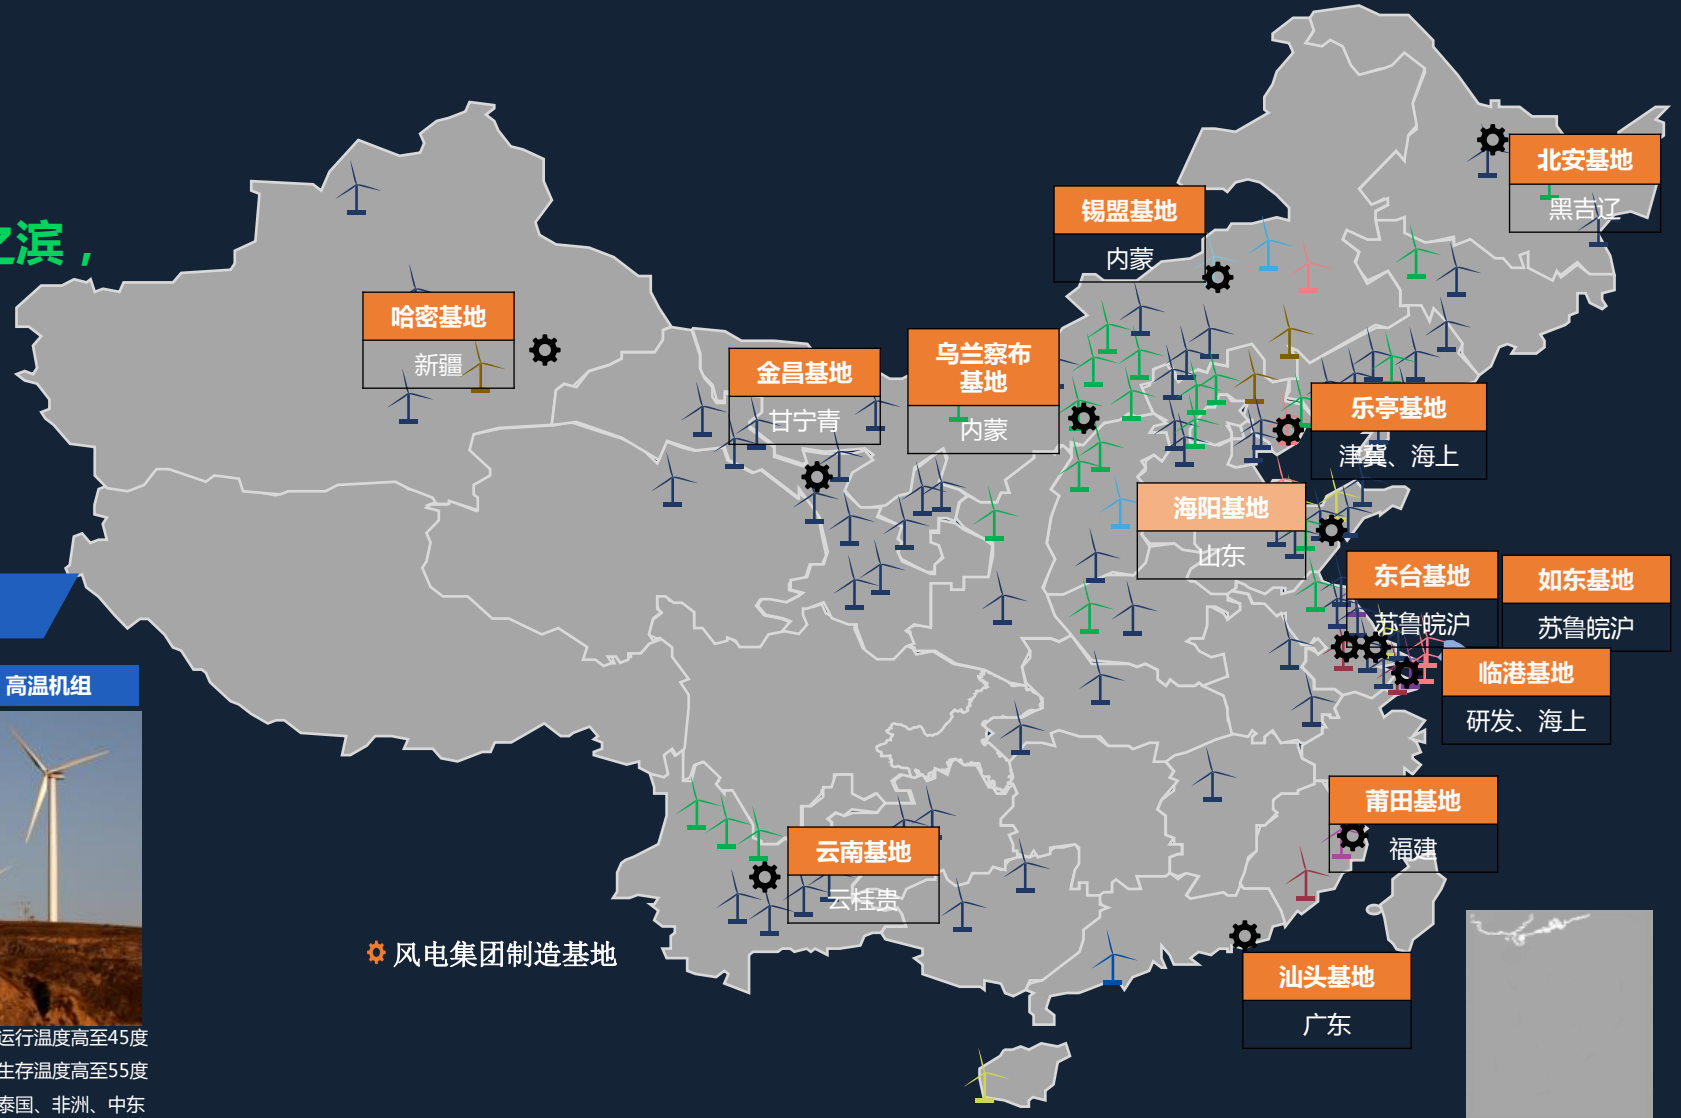 之滨，
北安基地
黑吉辽
锡盟基地
内蒙
哈密基地
新疆
金昌基地
甘宁青
乌兰察布
基地
内蒙
乐亭基地
津冀、海上
海阳基地
山东
东台基地
苏鲁皖沪
如东基地
苏鲁皖沪
临港基地
研发、海上
高温机组
莆田基地
福建
云南基地
云桂贵
风电集团制造基地
汕头基地
广东
运行温度高至45度
生存温度高至55度
泰国、非洲、中东